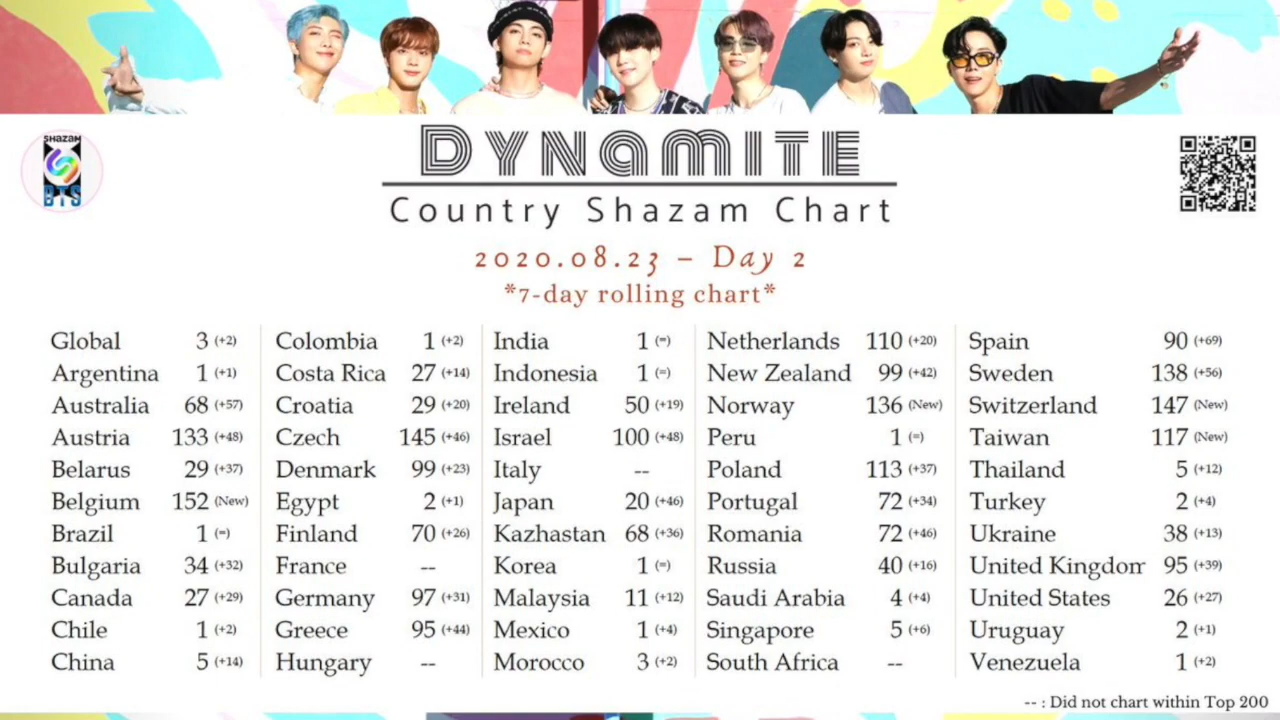 SHAZAM
BTS
DYNAMITE
Country Shazam Chart
2020.08.23 – Day 2
*7-day rolling chart*
Global 3 (+2)
Argentina 1 (+1)
Australia 68 (+57)
Austria 133 (+48)
Belarus 29 (+37)
Belgium 152 (New)
Brazil 1 (=)
Bulgaria 34 (+32)
Canada 27 (+29)
Chile 1 (+2)
China 5 (+14)
Colombia 1 (+2)
Costa Rica 27 (+14)
Croatia 29 (+20)
Czech 145 (+46)
Denmark 99 (+23)
Egypt 2 (+1)
Finland 70 (+26)
France --
Germany 97 (+31)
Greece 95 (+44)
Hungary --
India 1 (=)
Indonesia 1 (=)
Ireland 50 (+19)
Israel 100 (+48)
Italy --
Japan 20 (+46)
Kazhastan 68 (+36)
Korea 1 (=)
Malaysia 11 (+12)
Mexico 1 (+4)
Morocco 3 (+2)
Netherlands 110 (+20)
New Zealand 99 (+42)
Norway 136 (New)
Peru 1 (=)
Poland 113 (+37)
Portugal 72 (+34)
Romania 72 (+46)
Russia 40 (+16)
Saudi Arabia 4 (+4)
Singapore 5 (+6)
South Africa --
Spain 90 (+69)
Sweden 138 (+56)
Switzerland 147 (New)
Taiwan 117 (New)
Thailand 5 (+12)
Turkey 2 (+4)
Ukraine 38 (+13)
United Kingdom 95 (+39)
United States 26 (+27)
Uruguay 2 (+1)
Venezuela 1 (+2)
-- : Did not chart within Top 200